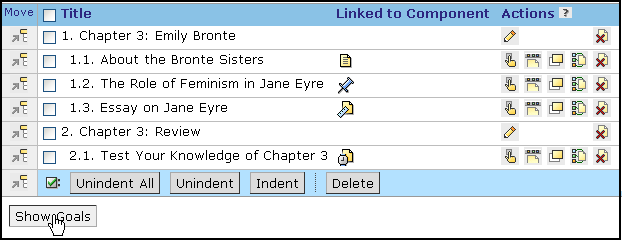 Move Title Linked to Component Actions ?
1. Chapter 3: Emily Bronte
1.1. About the Bronte Sisters
1.2. The Role of Feminism in Jane Eyre
1.3. Essay on Jane Eyre
2. Chapter 3: Review
2.1. Test Your Knowledge of Chapter 3
Unindent All Unindent Indent Delete
Show Goals